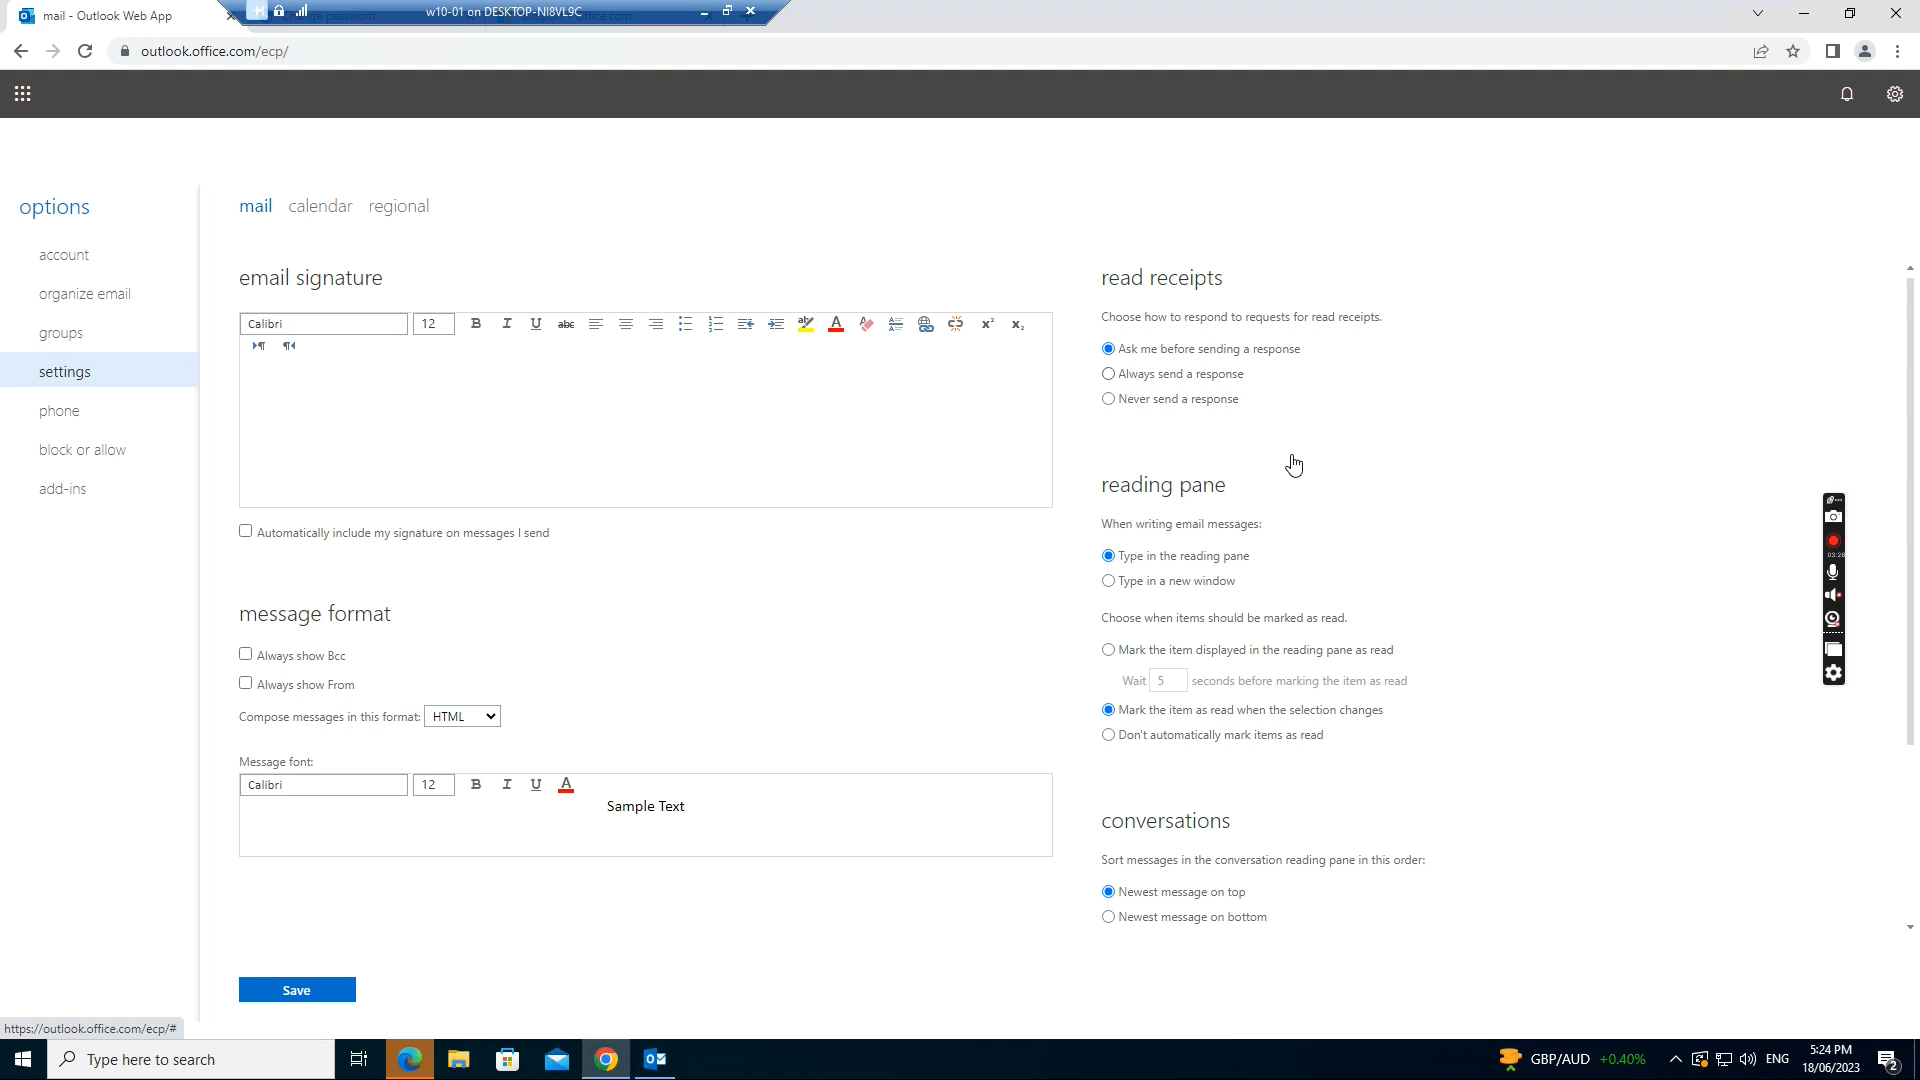 mail - Outlook Web App
w10-01 on DESKTOP-NI8VL9C
outlook.office.com/ecp/
options
account
organize email
groups
settings
phone
block or allow
add-ins
mail calendar regional
email signature
Calibri 12 B I U abc
Automatically include my signature on messages I send
message format
Always show Bcc
Always show From
Compose messages in this format: HTML
Message font:
Calibri 12 B I U A
Sample Text
Save
read receipts
Choose how to respond to requests for read receipts.
Ask me before sending a response
Always send a response
Never send a response
reading pane
When writing email messages:
Type in the reading pane
Type in a new window
Choose when items should be marked as read.
Mark the item displayed in the reading pane as read
Wait 5 seconds before marking the item as read
Mark the item as read when the selection changes
Don't automatically mark items as read
conversations
Sort messages in the conversation reading pane in this order:
Newest message on top
Newest message on bottom
03:28
https://outlook.office.com/ecp/#
Type here to search
GBP/AUD +0.40%
ENG
5:24 PM
18/06/2023
2